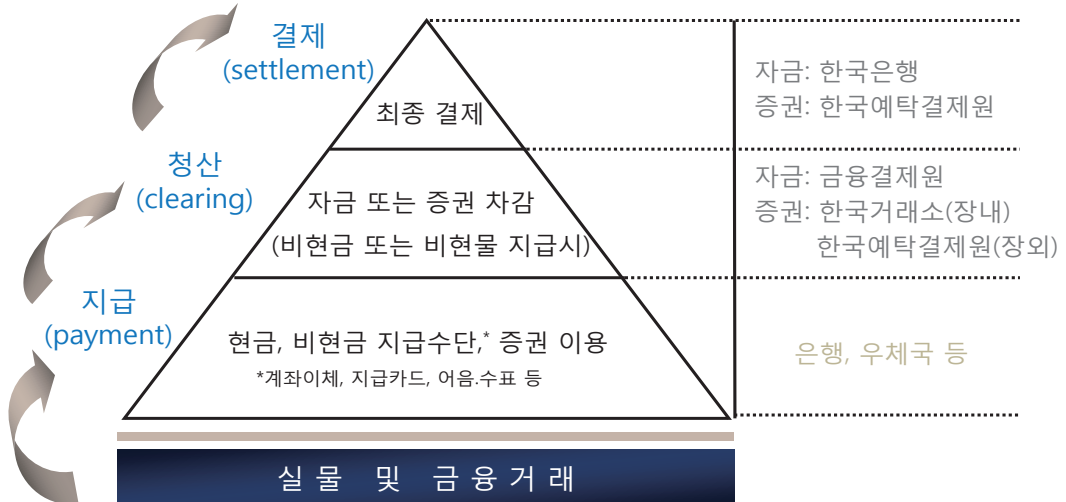 결제
(settlement)
최종 결제
자금: 한국은행
증권: 한국예탁결제원
청산
(clearing)
자금 또는 증권 차감
(비현금 또는 비현물 지급시)
자금: 금융결제원
증권: 한국거래소(장내)
한국예탁결제원(장외)
지급
(payment)
현금, 비현금 지급수단,* 증권 이용
*계좌이체, 지급카드, 어음.수표 등
은행, 우체국 등
실물 및 금융거래